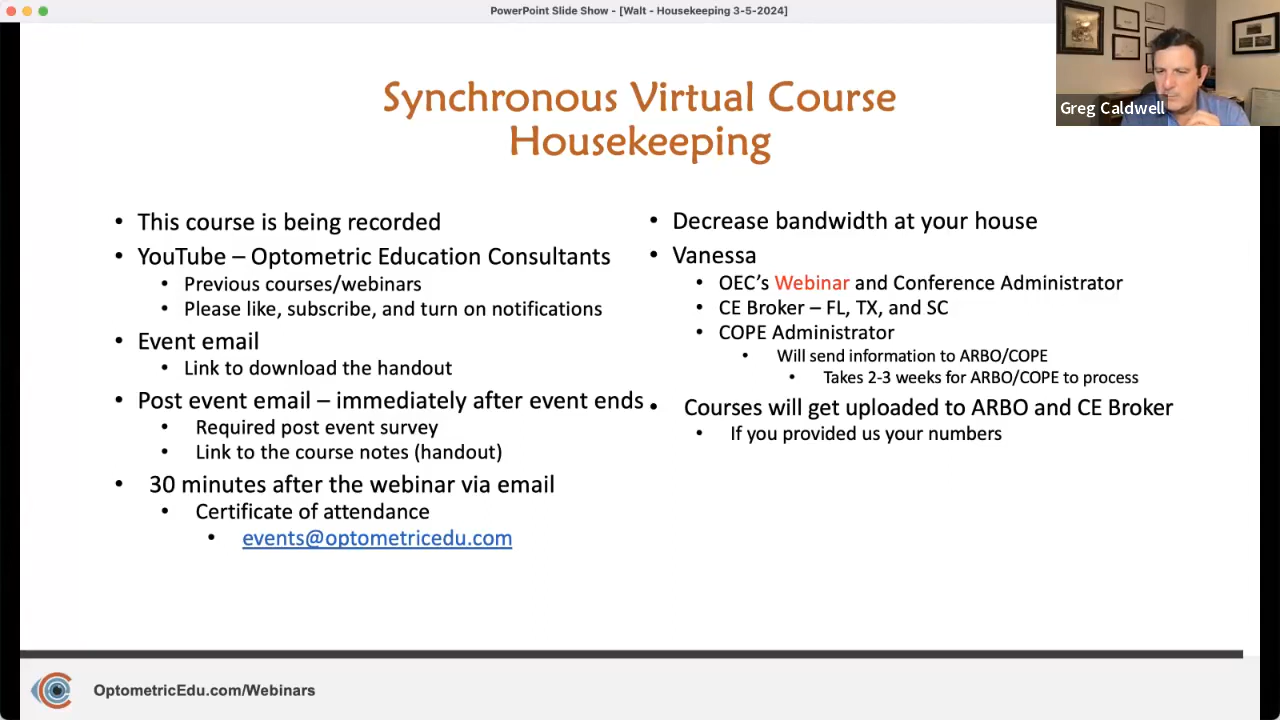 PowerPoint Slide Show - [Walt - Housekeeping 3-5-2024]
Greg Caldwell
Synchronous Virtual Course
Housekeeping
• This course is being recorded
• YouTube – Optometric Education Consultants
• Previous courses/webinars
• Please like, subscribe, and turn on notifications
• Event email
• Link to download the handout
• Post event email – immediately after event ends
• Required post event survey
• Link to the course notes (handout)
• 30 minutes after the webinar via email
• Certificate of attendance
• events@optometricedu.com
• Decrease bandwidth at your house
• Vanessa
• OEC’s Webinar and Conference Administrator
• CE Broker – FL, TX, and SC
• COPE Administrator
• Will send information to ARBO/COPE
• Takes 2-3 weeks for ARBO/COPE to process
• Courses will get uploaded to ARBO and CE Broker
• If you provided us your numbers
OptometricEdu.com/Webinars